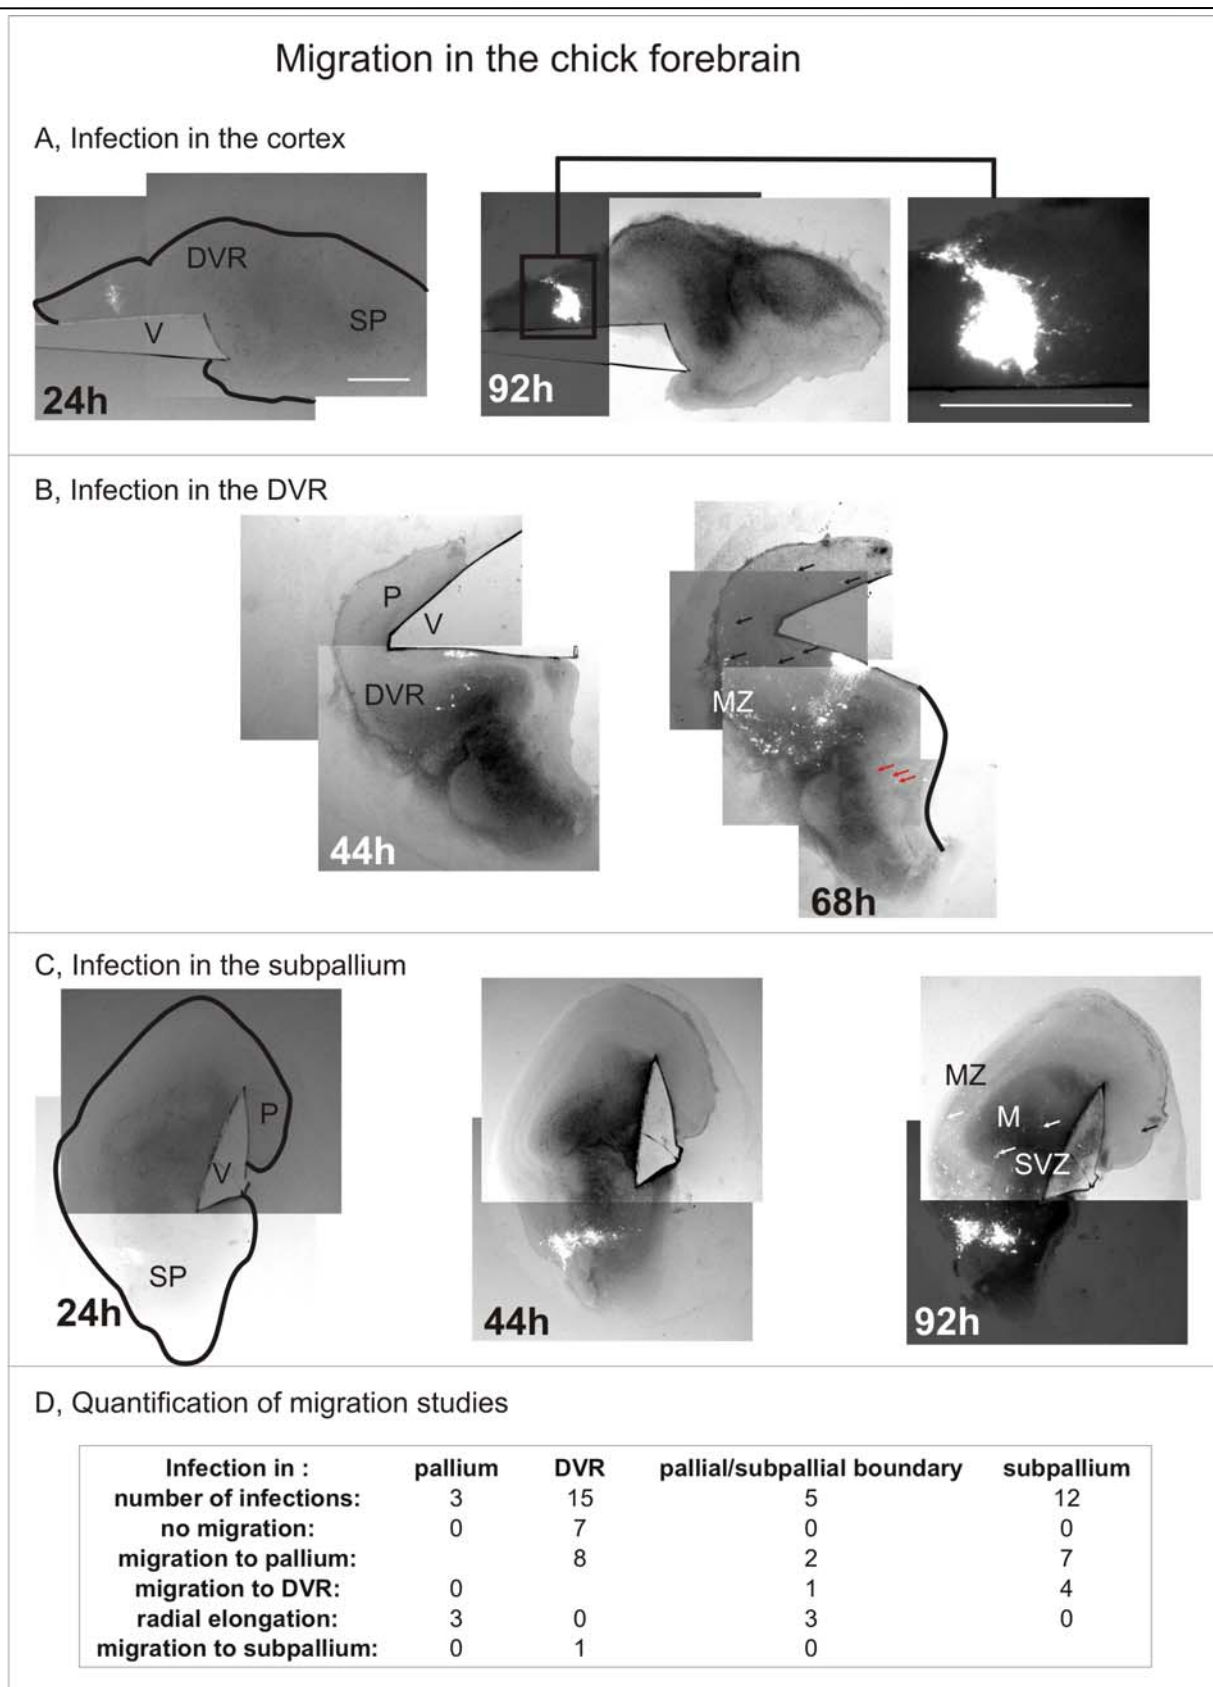 Migration in the chick forebrain
A, Infection in the cortex
DVR
SP
V
24h
92h
B, Infection in the DVR
P
V
DVR
44h
MZ
68h
C, Infection in the subpallium
P
V
SP
24h
44h
MZ
M
SVZ
92h
D, Quantification of migration studies
Infection in : pallium DVR pallial/subpallial boundary subpallium
number of infections: 3 15 5 12
no migration: 0 7 0 0
migration to pallium: 8 2 7
migration to DVR: 0 1 4
radial elongation: 3 0 3 0
migration to subpallium: 0 1 0